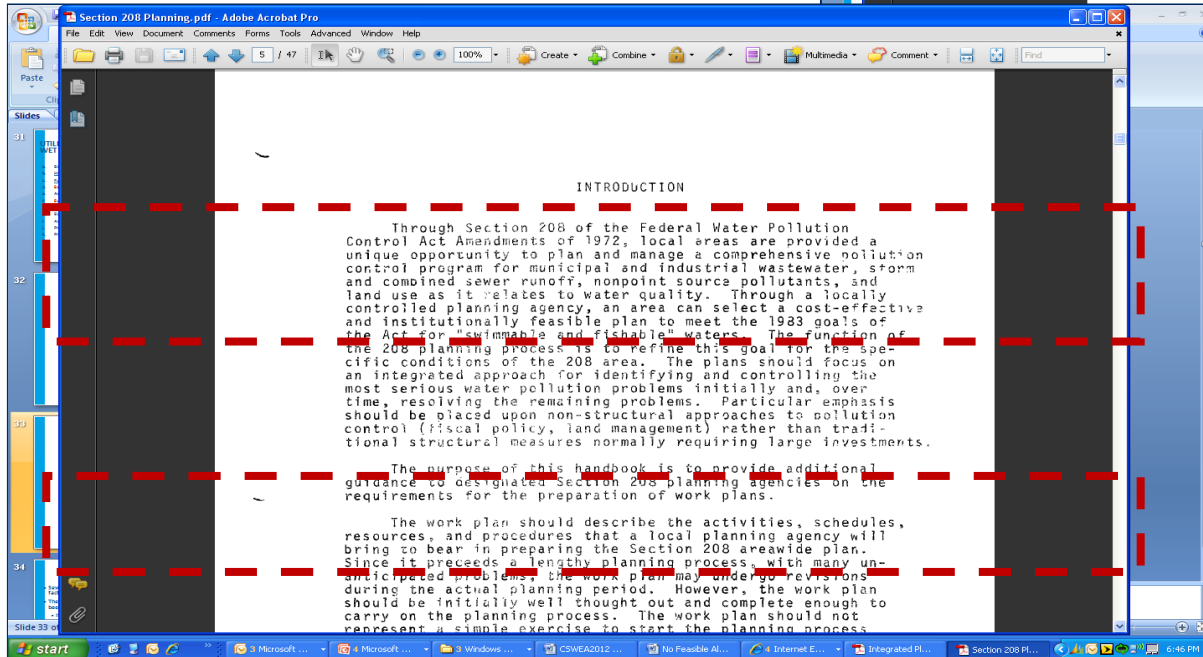 Section 208 Planning.pdf - Adobe Acrobat Pro
File Edit View Document Comments Forms Tools Advanced Window Help
5 / 47 100% Create Combine Multimedia Comment Find
Paste
Slides
31
32
33
34
INTRODUCTION
Through Section 208 of the Federal Water Pollution
Control Act Amendments of 1972, local areas are provided a
unique opportunity to plan and manage a comprehensive pollution
control program for municipal and industrial wastewater, storm
and combined sewer runoff, nonpoint source pollutants, and
land use as it relates to water quality. Through a locally
controlled planning agency, an area can select a cost-effective
and institutionally feasible plan to meet the 1983 goals of
the Act for "swimmable and fishable" waters. The function of
the 208 planning process is to refine this goal for the spe-
cific conditions of the 208 area. The plans should focus on
an integrated approach for identifying and controlling the
most serious water pollution problems initially and, over
time, resolving the remaining problems. Particular emphasis
should be placed upon non-structural approaches to pollution
control (fiscal policy, land management) rather than tradi-
tional structural measures normally requiring large investments.
The purpose of this handbook is to provide additional
guidance to designated Section 208 planning agencies on the
requirements for the preparation of work plans.
The work plan should describe the activities, schedules,
resources, and procedures that a local planning agency will
bring to bear in preparing the Section 208 areawide plan.
Since it preceeds a lengthy planning process, with many un-
anticipated problems, the work plan may undergo revisions
during the actual planning period. However, the work plan
should be initially well thought out and complete enough to
carry on the planning process. The work plan should not
represent a simple exercise to start the planning process
Slide 33 of
start 3 Microsoft ... 4 Microsoft ... 3 Windows ... CSWEA2012 ... No Feasible Al... 4 Internet E... Integrated Pl... Section 208 Pl... 6:46 PM